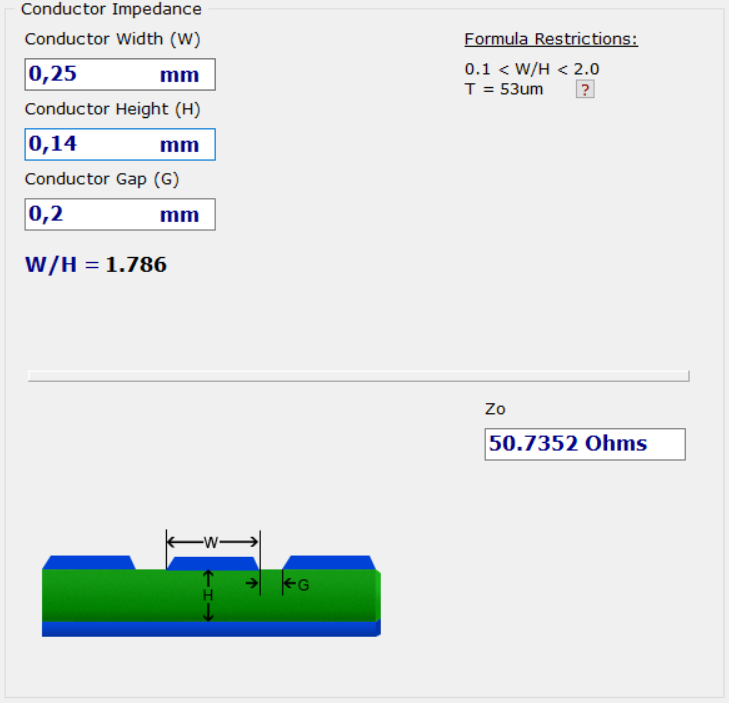 Conductor Impedance
Conductor Width (W)
0,25 mm
Conductor Height (H)
0,14 mm
Conductor Gap (G)
0,2 mm
W/H = 1.786
Formula Restrictions:
0.1 < W/H < 2.0
T = 53um ?
Zo
50.7352 Ohms
W
H
G